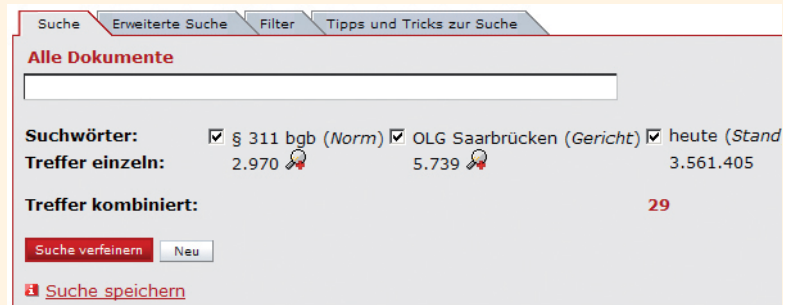 Suche Erweiterte Suche Filter Tipps und Tricks zur Suche
Alle Dokumente
Suchwörter: § 311 bgb (Norm) OLG Saarbrücken (Gericht) heute (Stand
Treffer einzeln: 2.970 5.739 3.561.405
Treffer kombiniert: 29
Suche verfeinern Neu
Suche speichern